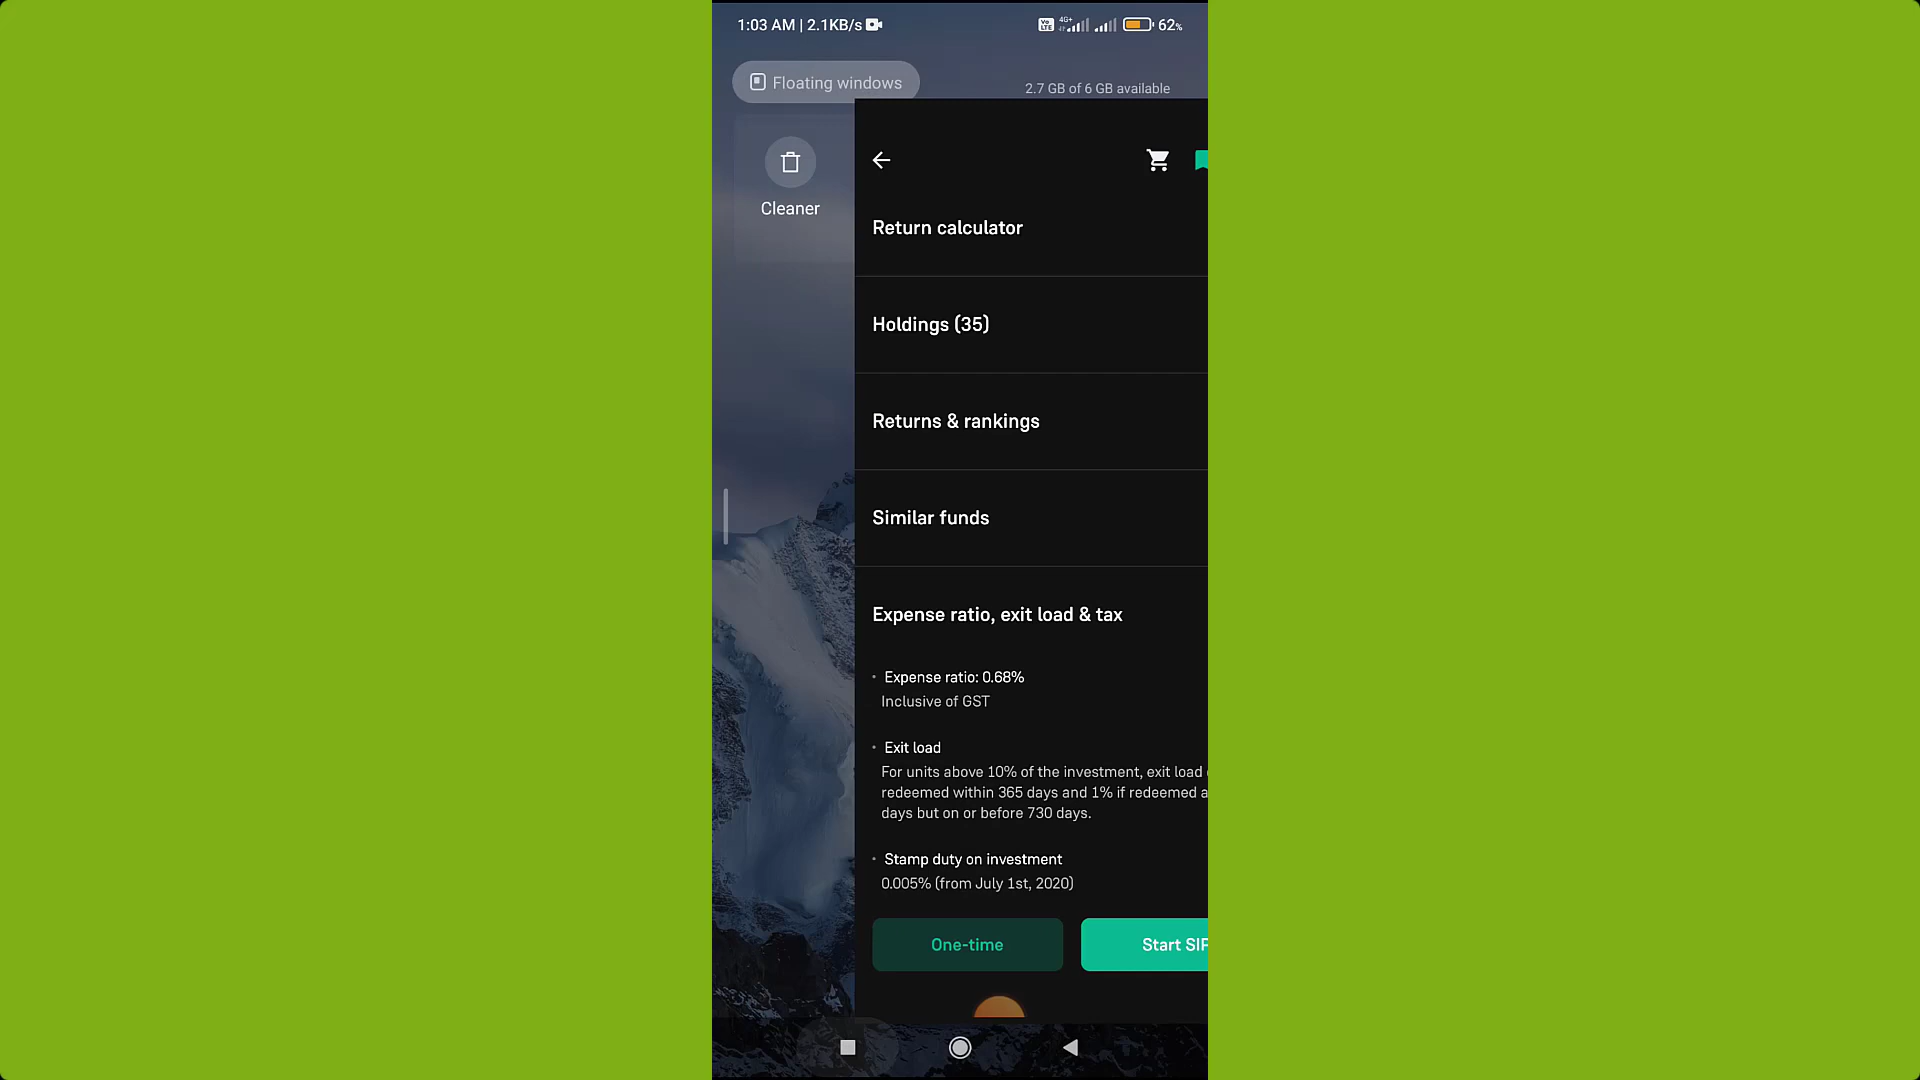 1:03 AM | 2.1KB/s
Vo LTE 4G+ 62%
Floating windows
2.7 GB of 6 GB available
Cleaner
Return calculator
Holdings (35)
Returns & rankings
Similar funds
Expense ratio, exit load & tax
• Expense ratio: 0.68%
Inclusive of GST
• Exit load
For units above 10% of the investment, exit load
redeemed within 365 days and 1% if redeemed
days but on or before 730 days.
• Stamp duty on investment
0.005% (from July 1st, 2020)
One-time
Start SIP